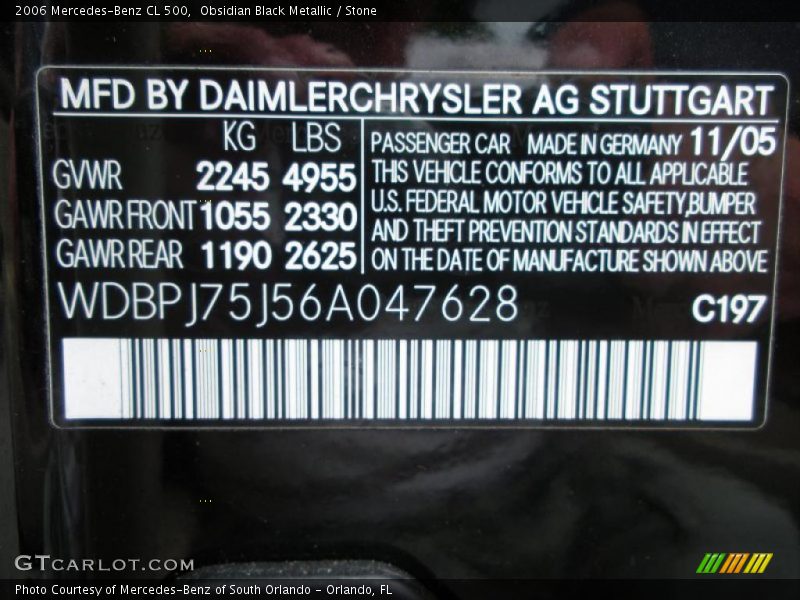 2006 Mercedes-Benz CL 500,  Obsidian Black Metallic / Stone
MFD BY DAIMLERCHRYSLER AG STUTTGART
KG LBS
GVWR 2245 4955
GAWR FRONT 1055 2330
GAWR REAR 1190 2625
PASSENGER CAR MADE IN GERMANY 11/05
THIS VEHICLE CONFORMS TO ALL APPLICABLE
U.S. FEDERAL MOTOR VEHICLE SAFETY,BUMPER
AND THEFT PREVENTION STANDARDS IN EFFECT
ON THE DATE OF MANUFACTURE SHOWN ABOVE
WDBPJ75J56A047628 C197
GTCARLOT.COM
Photo Courtesy of Mercedes-Benz of South Orlando - Orlando, FL